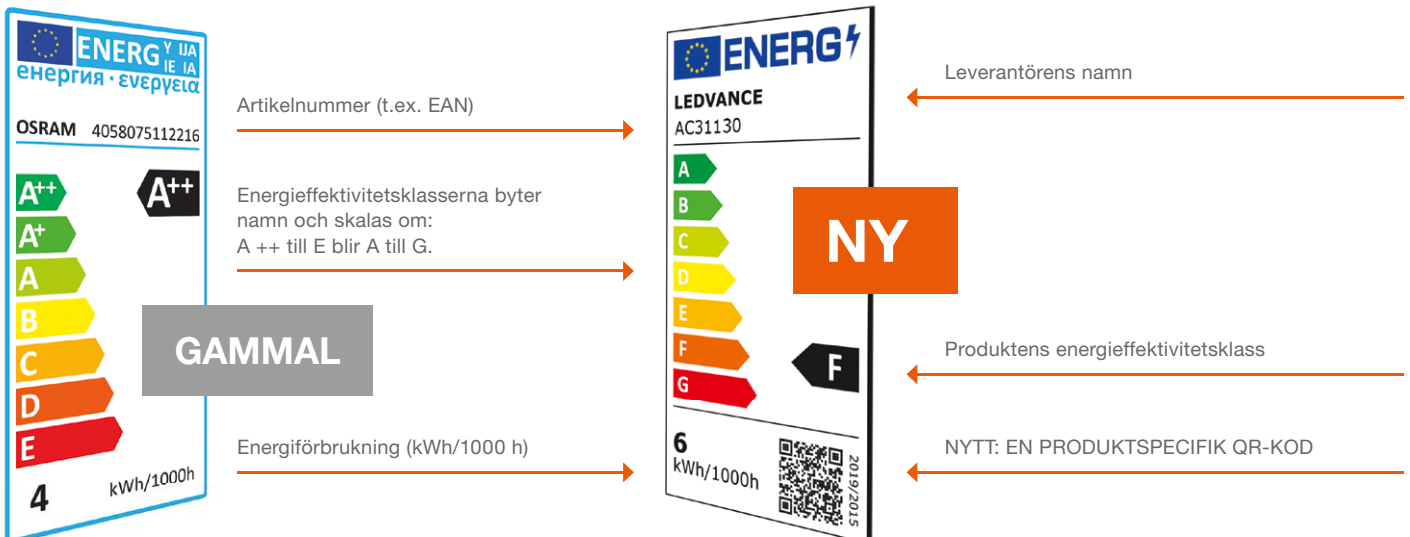 ENERG Y IJA
IE IA
енергия · ενεργεια
OSRAM 4058075112216
A++
A++
A+
A
B
C
D
E
4 kWh/1000h
GAMMAL
Artikelnummer (t.ex. EAN)
Energieffektivitetsklasserna byter
namn och skalas om:
A ++ till E blir A till G.
Energiförbrukning (kWh/1000 h)
ENERG
LEDVANCE
AC31130
A
B
C
D
E
F
G
F
6
kWh/1000h
2019/2015
NY
Leverantörens namn
Produktens energieffektivitetsklass
NYTT: EN PRODUKTSPECIFIK QR-KOD